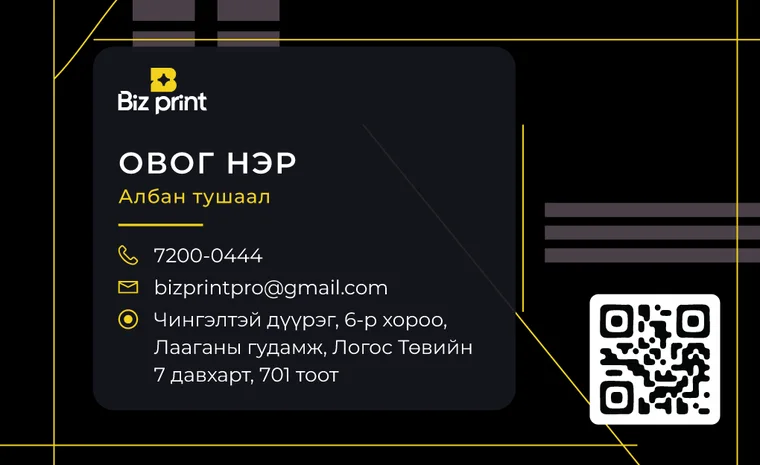 Biz print
ОВОГ НЭР
Албан тушаал
7200-0444
bizprintpro@gmail.com
Чингэлтэй дүүрэг, 6-р хороо,
Лааганы гудамж, Логос Төвийн
7 давхарт, 701 тоот